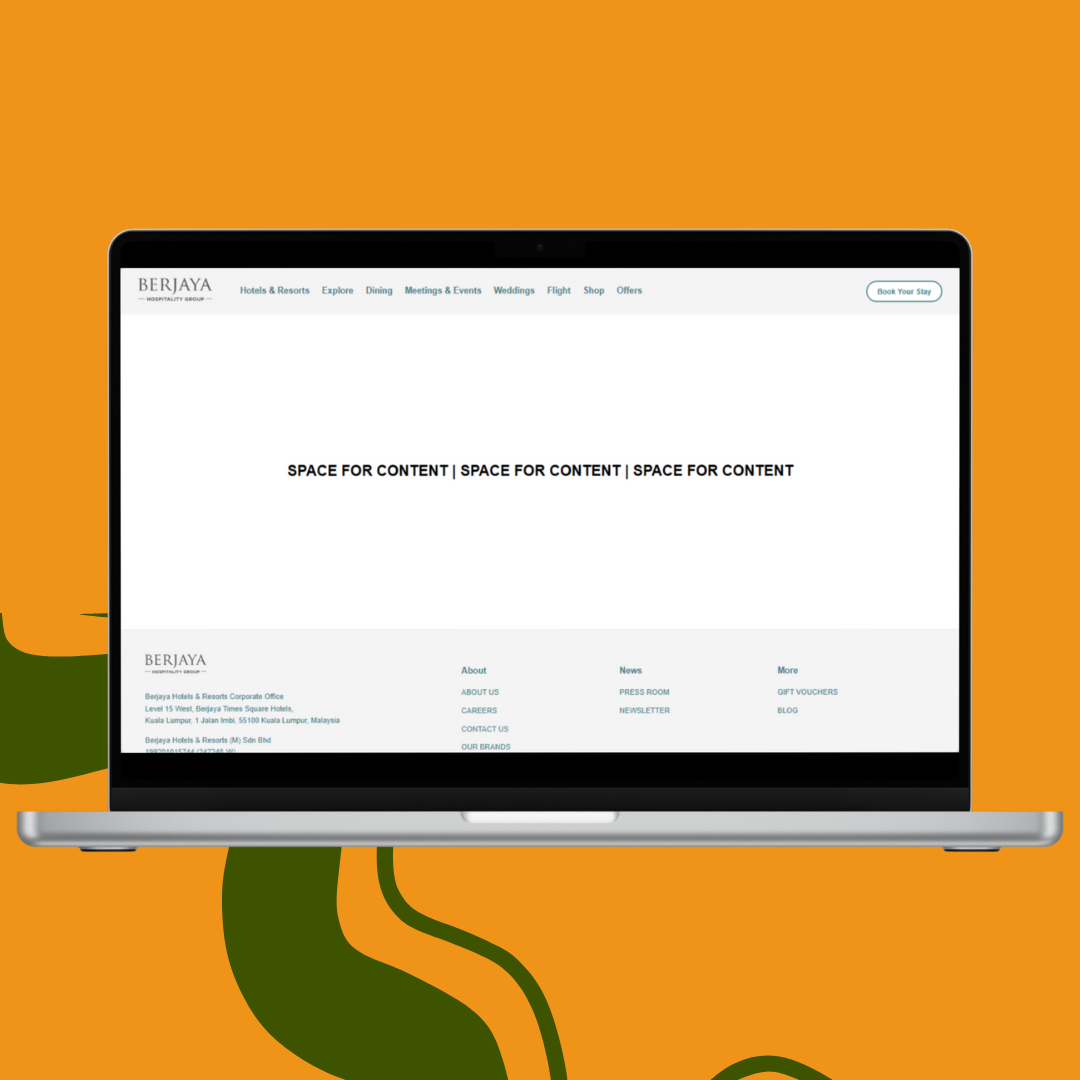 BERJAYA
HOSPITALITY GROUP
Hotels & Resorts Explore Dining Meetings & Events Weddings Flight Shop Offers
Book Your Stay
SPACE FOR CONTENT | SPACE FOR CONTENT | SPACE FOR CONTENT
BERJAYA
HOSPITALITY GROUP
Berjaya Hotels & Resorts Corporate Office
Level 15 West, Berjaya Times Square Hotels,
Kuala Lumpur, 1 Jalan Imbi, 55100 Kuala Lumpur, Malaysia
Berjaya Hotels & Resorts (M) Sdn Bhd
About
ABOUT US
CAREERS
CONTACT US
OUR BRANDS
News
PRESS ROOM
NEWSLETTER
More
GIFT VOUCHERS
BLOG